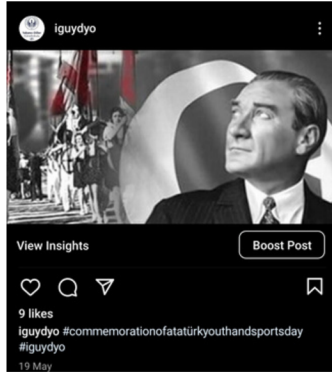 iguydyo
View Insights
Boost Post
9 likes
iguydyo #commemorationofatatürkyouthandsportsday
#iguydyo
19 May